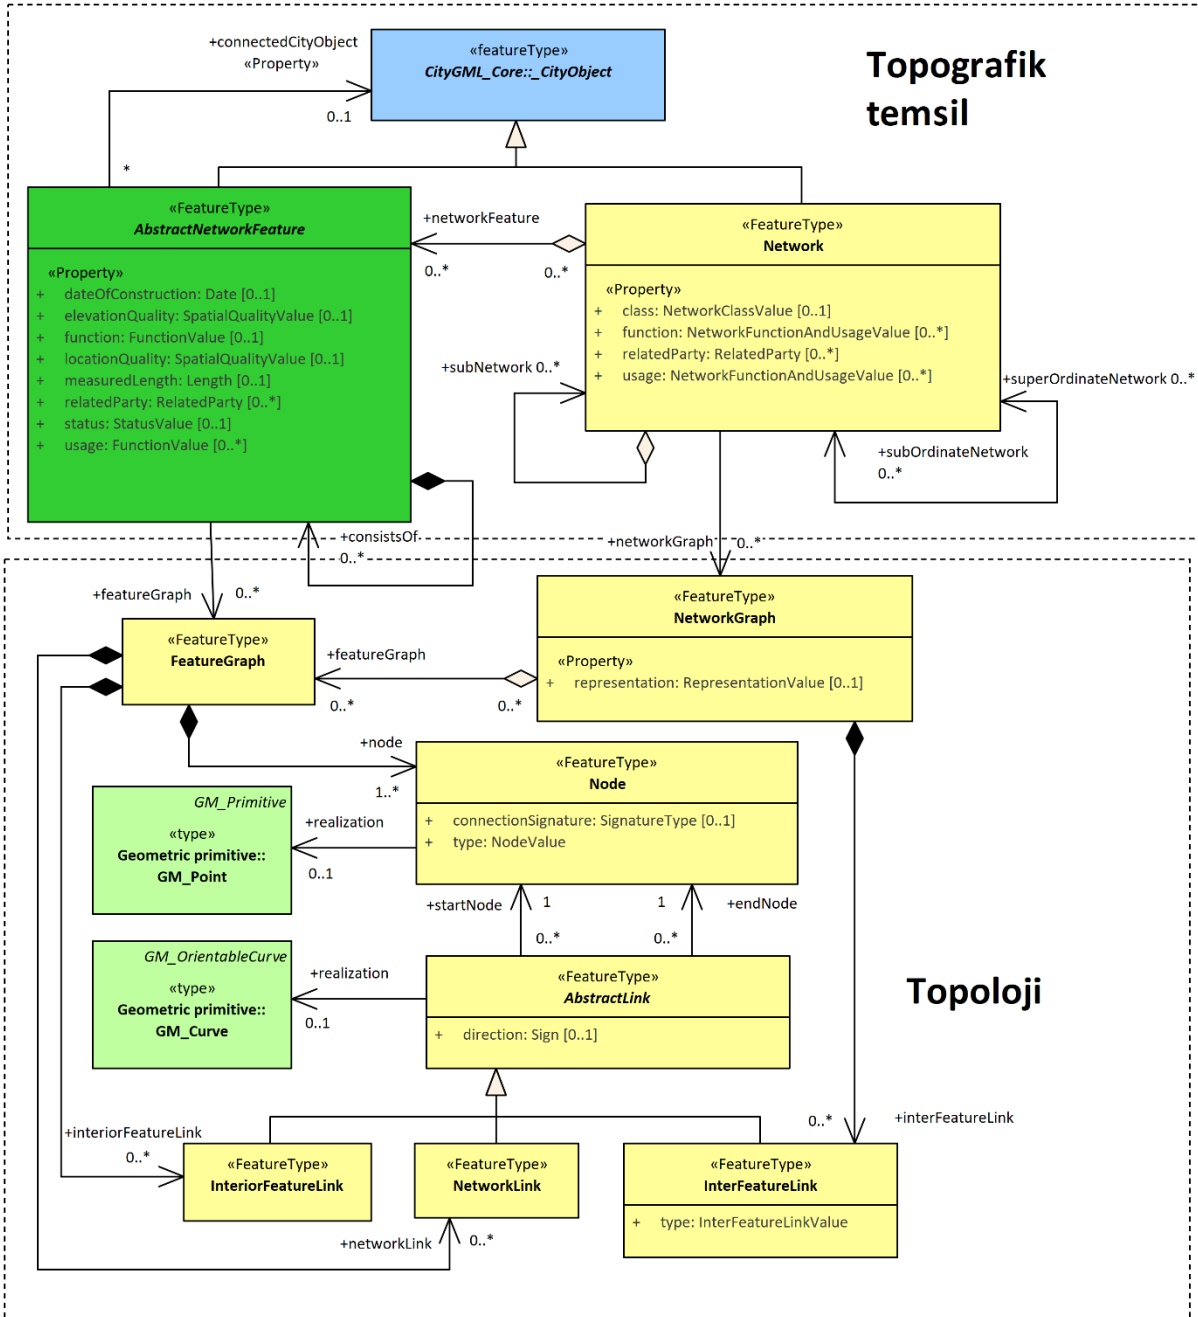 +connectedCityObject
«Property»
0..1
*
«featureType»
CityGML_Core::_CityObject
Topografik
temsil
«FeatureType»
AbstractNetworkFeature
«Property»
+ dateOfConstruction: Date [0..1]
+ elevationQuality: SpatialQualityValue [0..1]
+ function: FunctionValue [0..1]
+ locationQuality: SpatialQualityValue [0..1]
+ measuredLength: Length [0..1]
+ relatedParty: RelatedParty [0..*]
+ status: StatusValue [0..1]
+ usage: FunctionValue [0..*]
+networkFeature
0..*
0..*
«FeatureType»
Network
«Property»
+ class: NetworkClassValue [0..1]
+ function: NetworkFunctionAndUsageValue [0..*]
+ relatedParty: RelatedParty [0..*]
+ usage: NetworkFunctionAndUsageValue [0..*]
+subNetwork 0..*
+superOrdinateNetwork 0..*
+subOrdinateNetwork
0..*
+consistsOf
0..*
+networkGraph 0..*
+featureGraph
0..*
«FeatureType»
FeatureGraph
+featureGraph
0..*
0..*
«FeatureType»
NetworkGraph
«Property»
+ representation: RepresentationValue [0..1]
+node
1..*
«FeatureType»
Node
+ connectionSignature: SignatureType [0..1]
+ type: NodeValue
GM_Primitive
«type»
Geometric primitive::
GM_Point
+realization
0..1
+startNode
1
0..*
1
+endNode
0..*
GM_OrientableCurve
«type»
Geometric primitive::
GM_Curve
+realization
0..1
«FeatureType»
AbstractLink
+ direction: Sign [0..1]
Topoloji
+interiorFeatureLink
0..*
«FeatureType»
InteriorFeatureLink
«FeatureType»
NetworkLink
+networkLink
0..*
0..*
+interFeatureLink
«FeatureType»
InterFeatureLink
+ type: InterFeatureLinkValue